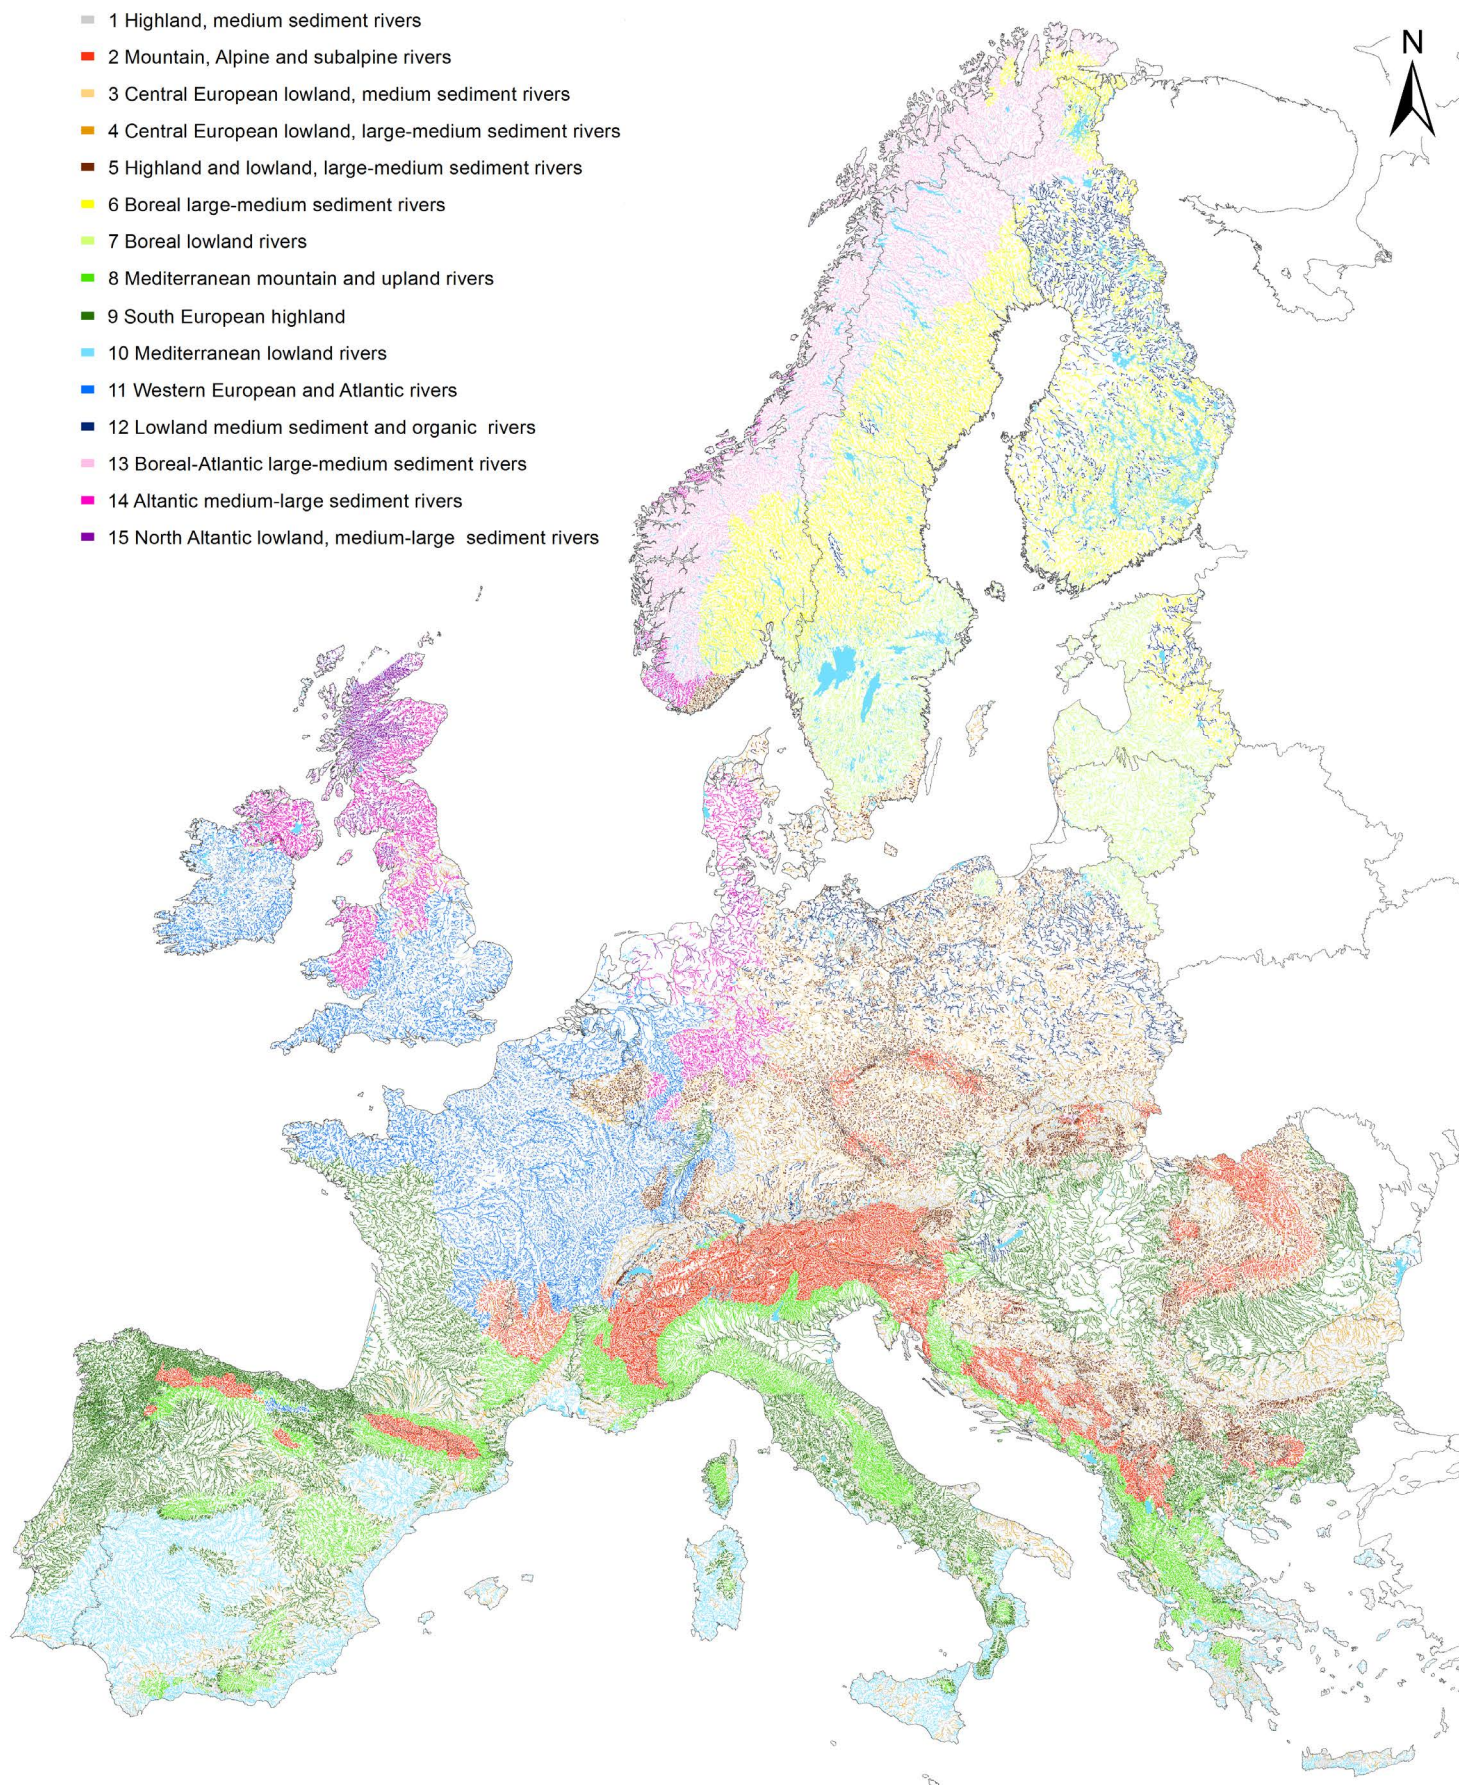 1 Highland, medium sediment rivers
2 Mountain, Alpine and subalpine rivers
3 Central European lowland, medium sediment rivers
4 Central European lowland, large-medium sediment rivers
5 Highland and lowland, large-medium sediment rivers
6 Boreal large-medium sediment rivers
7 Boreal lowland rivers
8 Mediterranean mountain and upland rivers
9 South European highland
10 Mediterranean lowland rivers
11 Western European and Atlantic rivers
12 Lowland medium sediment and organic  rivers
13 Boreal-Atlantic large-medium sediment rivers
14 Altantic medium-large sediment rivers
15 North Altantic lowland, medium-large  sediment rivers
N